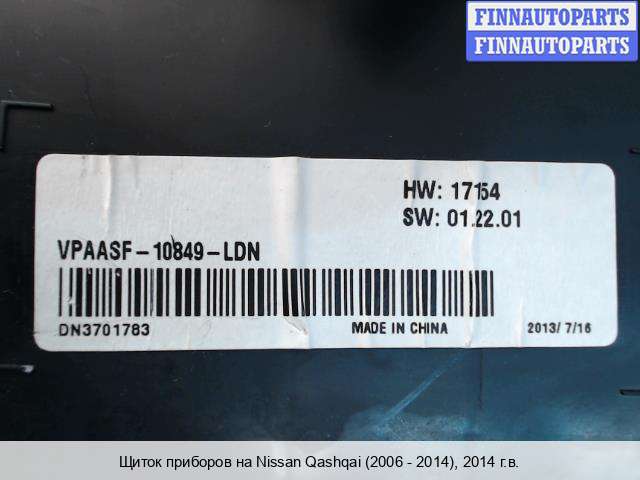 FINNAUTOPARTS
FINNAUTOPARTS
HW: 17154
SW: 01.22.01
VPAASF-10849-LDN
DN3701783
MADE IN CHINA
2013/ 7/16
Щиток приборов на Nissan Qashqai (2006 - 2014), 2014 г.в.